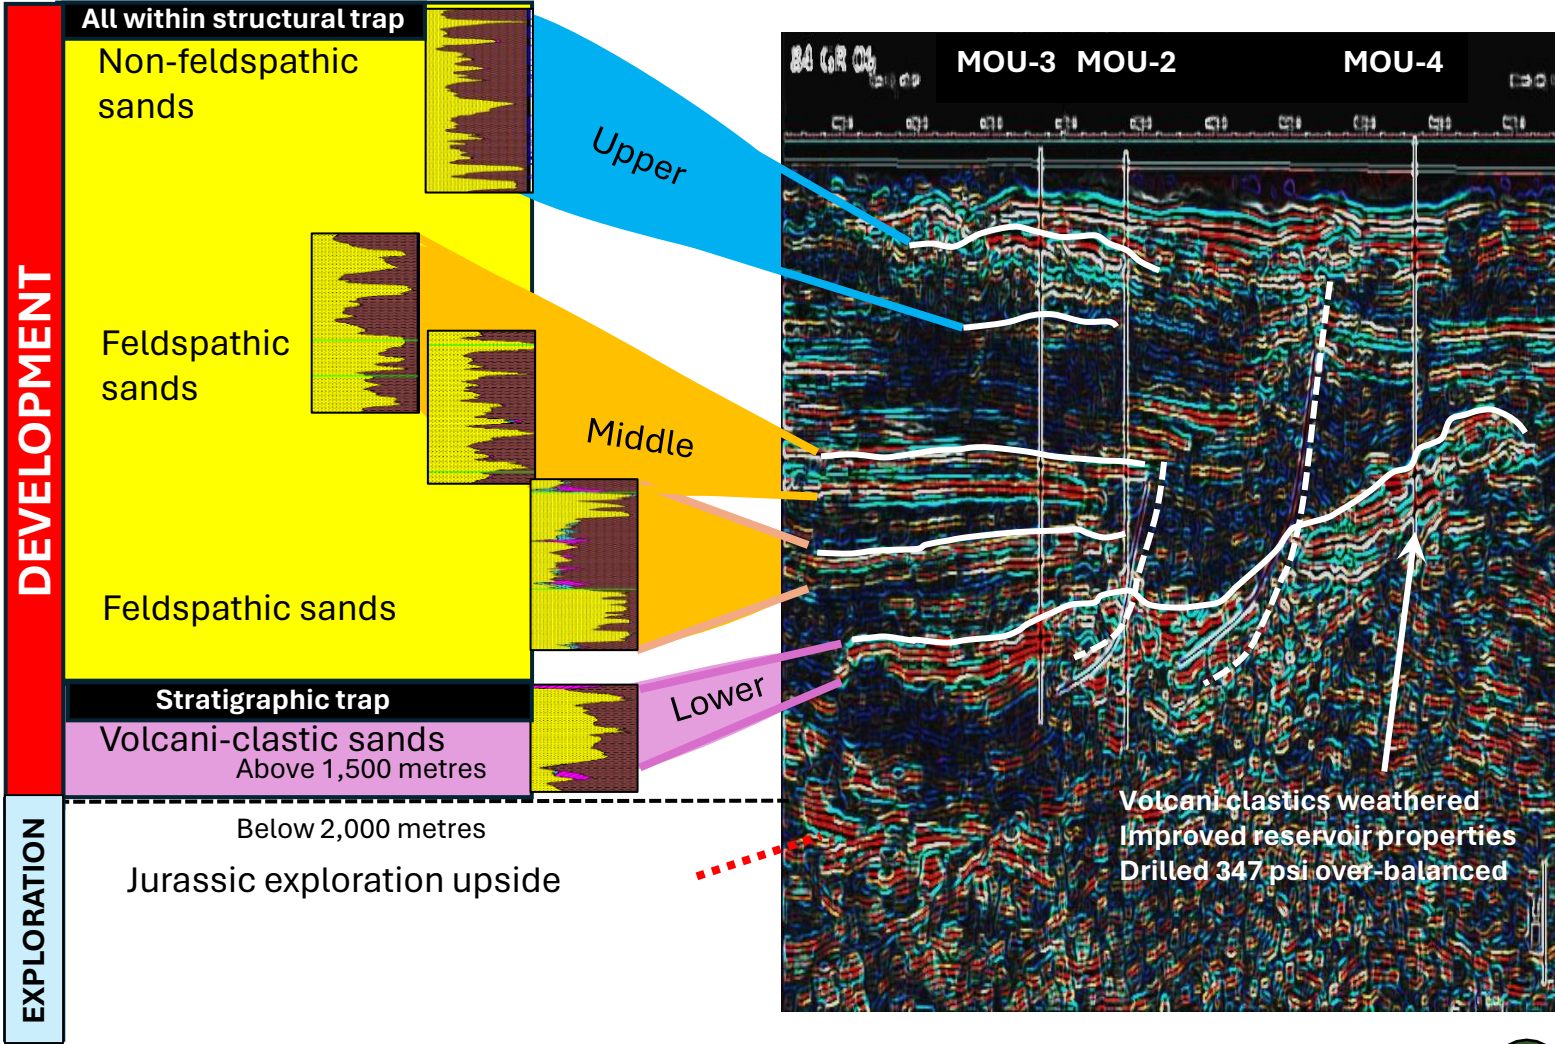 All within structural trap
Non-feldspathic
sands
Upper
DEVELOPMENT
Feldspathic
sands
Middle
Feldspathic sands
Stratigraphic trap
Lower
Volcani-clastic sands
Above 1,500 metres
Below 2,000 metres
Jurassic exploration upside
EXPLORATION
MOU-3 MOU-2 MOU-4
Volcani clastics weathered
Improved reservoir properties
Drilled 347 psi over-balanced